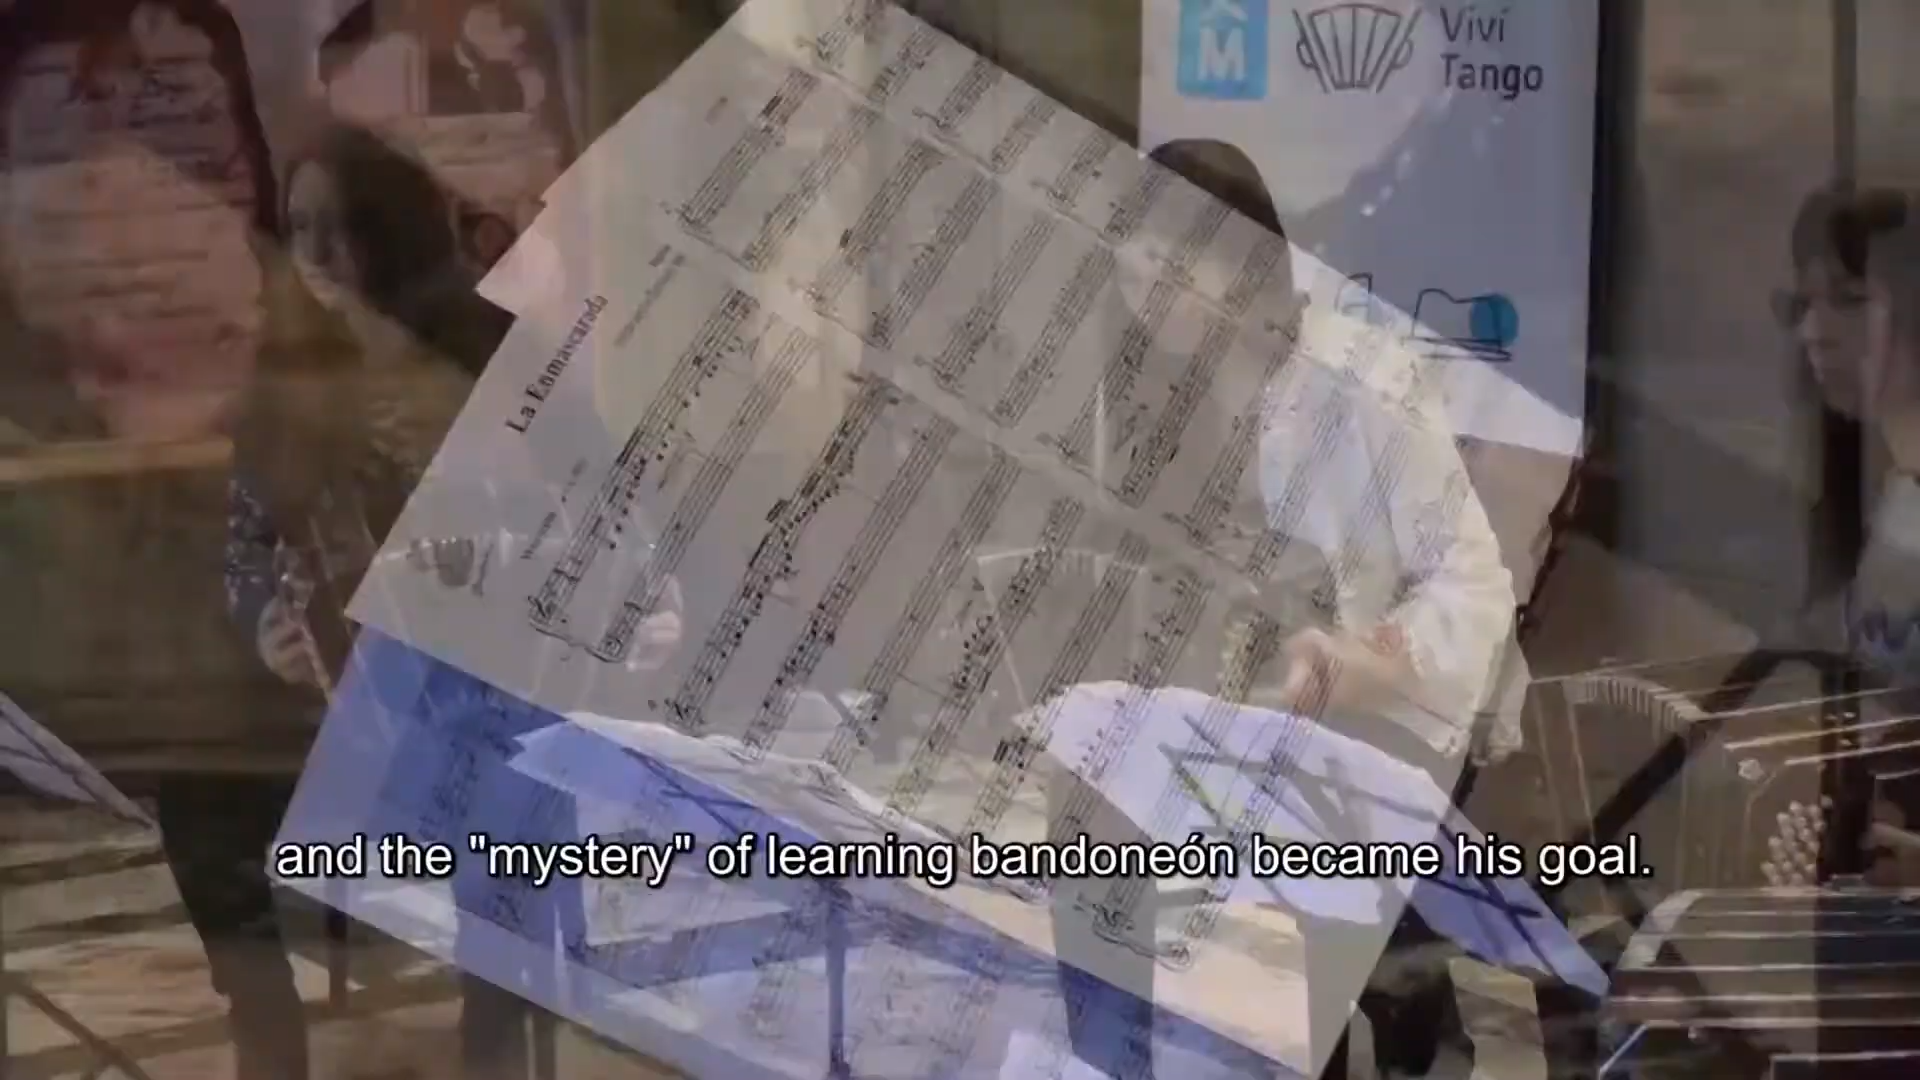 M
Viví
Tango
La Enmascarada
and the "mystery" of learning bandoneón became his goal.